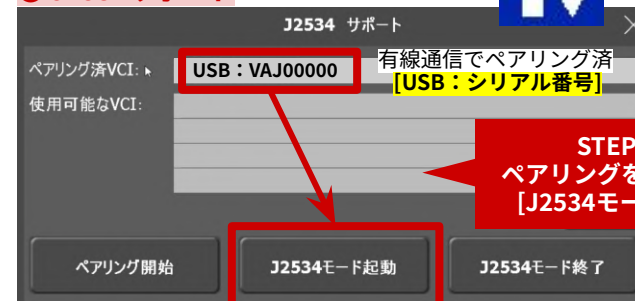 J2534 サポート
ペアリング済VCI:
USB：VAJ00000
有線通信でペアリング済
[USB：シリアル番号]
使用可能なVCI:
STEP
ペアリングを
[J2534モー
ペアリング開始
J2534モード起動
J2534モード終了